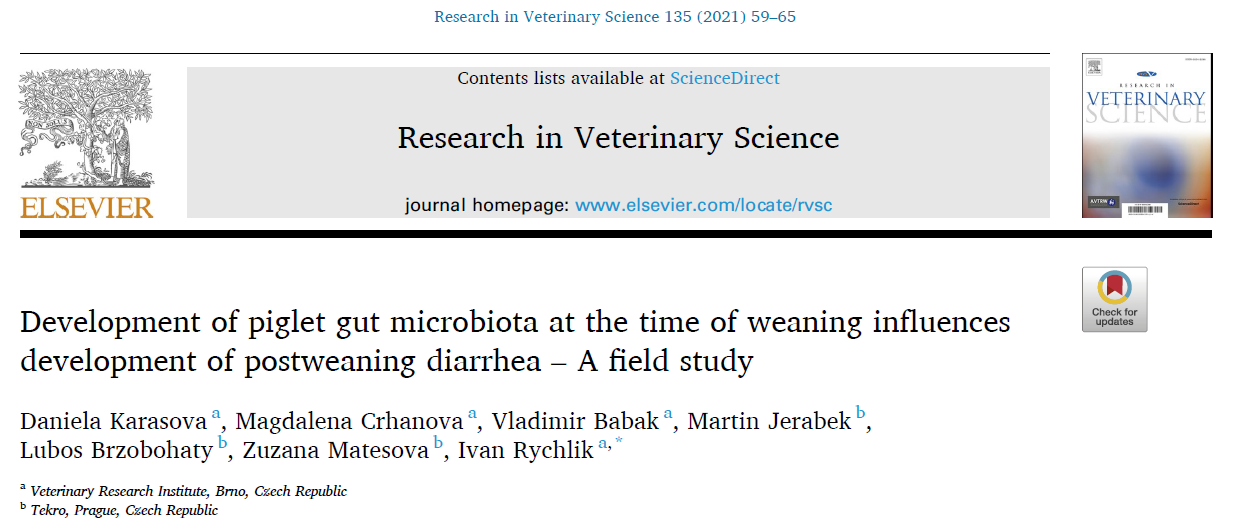 Research in Veterinary Science 135 (2021) 59–65
Contents lists available at ScienceDirect
Research in Veterinary Science
journal homepage: www.elsevier.com/locate/rvsc
NON SOLUS
ELSEVIER
RESEARCH IN
VETERINARY
SCIENCE
AVTRW
Check for
updates
Development of piglet gut microbiota at the time of weaning influences
development of postweaning diarrhea – A field study
Daniela Karasova a, Magdalena Crhanova a, Vladimir Babak a, Martin Jerabek b,
Lubos Brzobohaty b, Zuzana Matesova b, Ivan Rychlik a,*
a Veterinary Research Institute, Brno, Czech Republic
b Tekro, Prague, Czech Republic